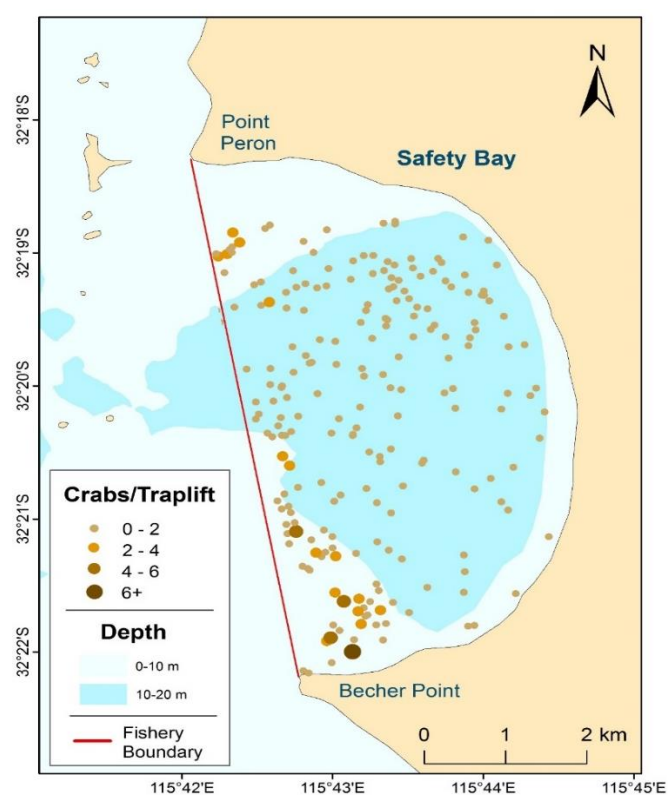 N
Point
Peron
Safety Bay
32°18'S
32°19'S
32°20'S
32°21'S
32°22'S
Crabs/Traplift
0 - 2
2 - 4
4 - 6
6+
Depth
0-10 m
10-20 m
Fishery
Boundary
Becher Point
0 1 2 km
115°42'E 115°43'E 115°44'E 115°45'E